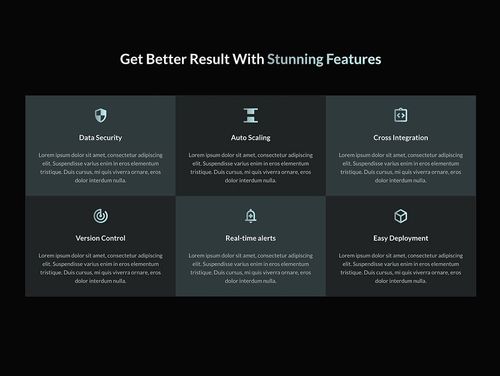 Get Better Result With Stunning Features
Data Security
Lorem ipsum dolor sit amet, consectetur adipiscing
elit. Suspendisse varius enim in eros elementum
tristique. Duis cursus, mi quis viverra ornare, eros
dolor interdum nulla.
Auto Scaling
Lorem ipsum dolor sit amet, consectetur adipiscing
elit. Suspendisse varius enim in eros elementum
tristique. Duis cursus, mi quis viverra ornare, eros
dolor interdum nulla.
Cross Integration
Lorem ipsum dolor sit amet, consectetur adipiscing
elit. Suspendisse varius enim in eros elementum
tristique. Duis cursus, mi quis viverra ornare, eros
dolor interdum nulla.
Version Control
Lorem ipsum dolor sit amet, consectetur adipiscing
elit. Suspendisse varius enim in eros elementum
tristique. Duis cursus, mi quis viverra ornare, eros
dolor interdum nulla.
Real-time alerts
Lorem ipsum dolor sit amet, consectetur adipiscing
elit. Suspendisse varius enim in eros elementum
tristique. Duis cursus, mi quis viverra ornare, eros
dolor interdum nulla.
Easy Deployment
Lorem ipsum dolor sit amet, consectetur adipiscing
elit. Suspendisse varius enim in eros elementum
tristique. Duis cursus, mi quis viverra ornare, eros
dolor interdum nulla.